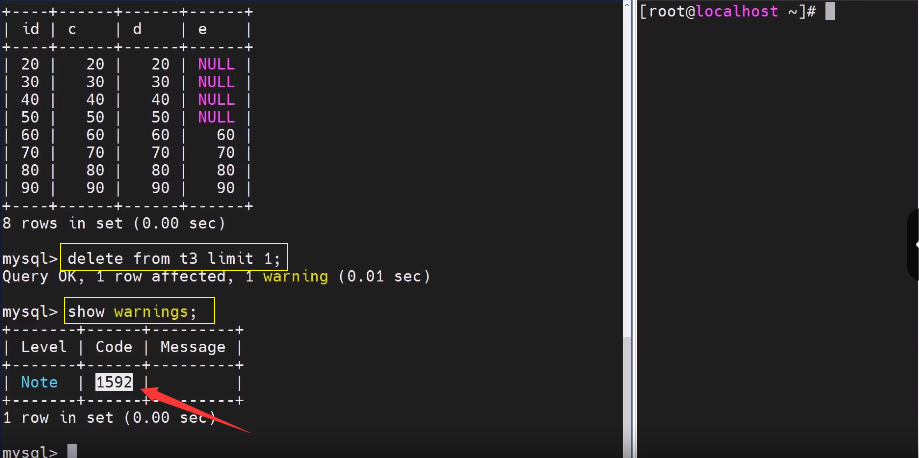 +----+------+------+------+
| id | c    | d    | e    |
+----+------+------+------+
| 20 |   20 |   20 | NULL |
| 30 |   30 |   30 | NULL |
| 40 |   40 |   40 | NULL |
| 50 |   50 |   50 | NULL |
| 60 |   60 |   60 |   60 |
| 70 |   70 |   70 |   70 |
| 80 |   80 |   80 |   80 |
| 90 |   90 |   90 |   90 |
+----+------+------+------+
8 rows in set (0.00 sec)
mysql> delete from t3 limit 1;
Query OK, 1 row affected, 1 warning (0.01 sec)
mysql> show warnings;
+-------+------+---------+
| Level | Code | Message |
+-------+------+---------+
| Note  | 1592 |         |
+-------+------+---------+
1 row in set (0.00 sec)
mysql>
[root@localhost ~]#